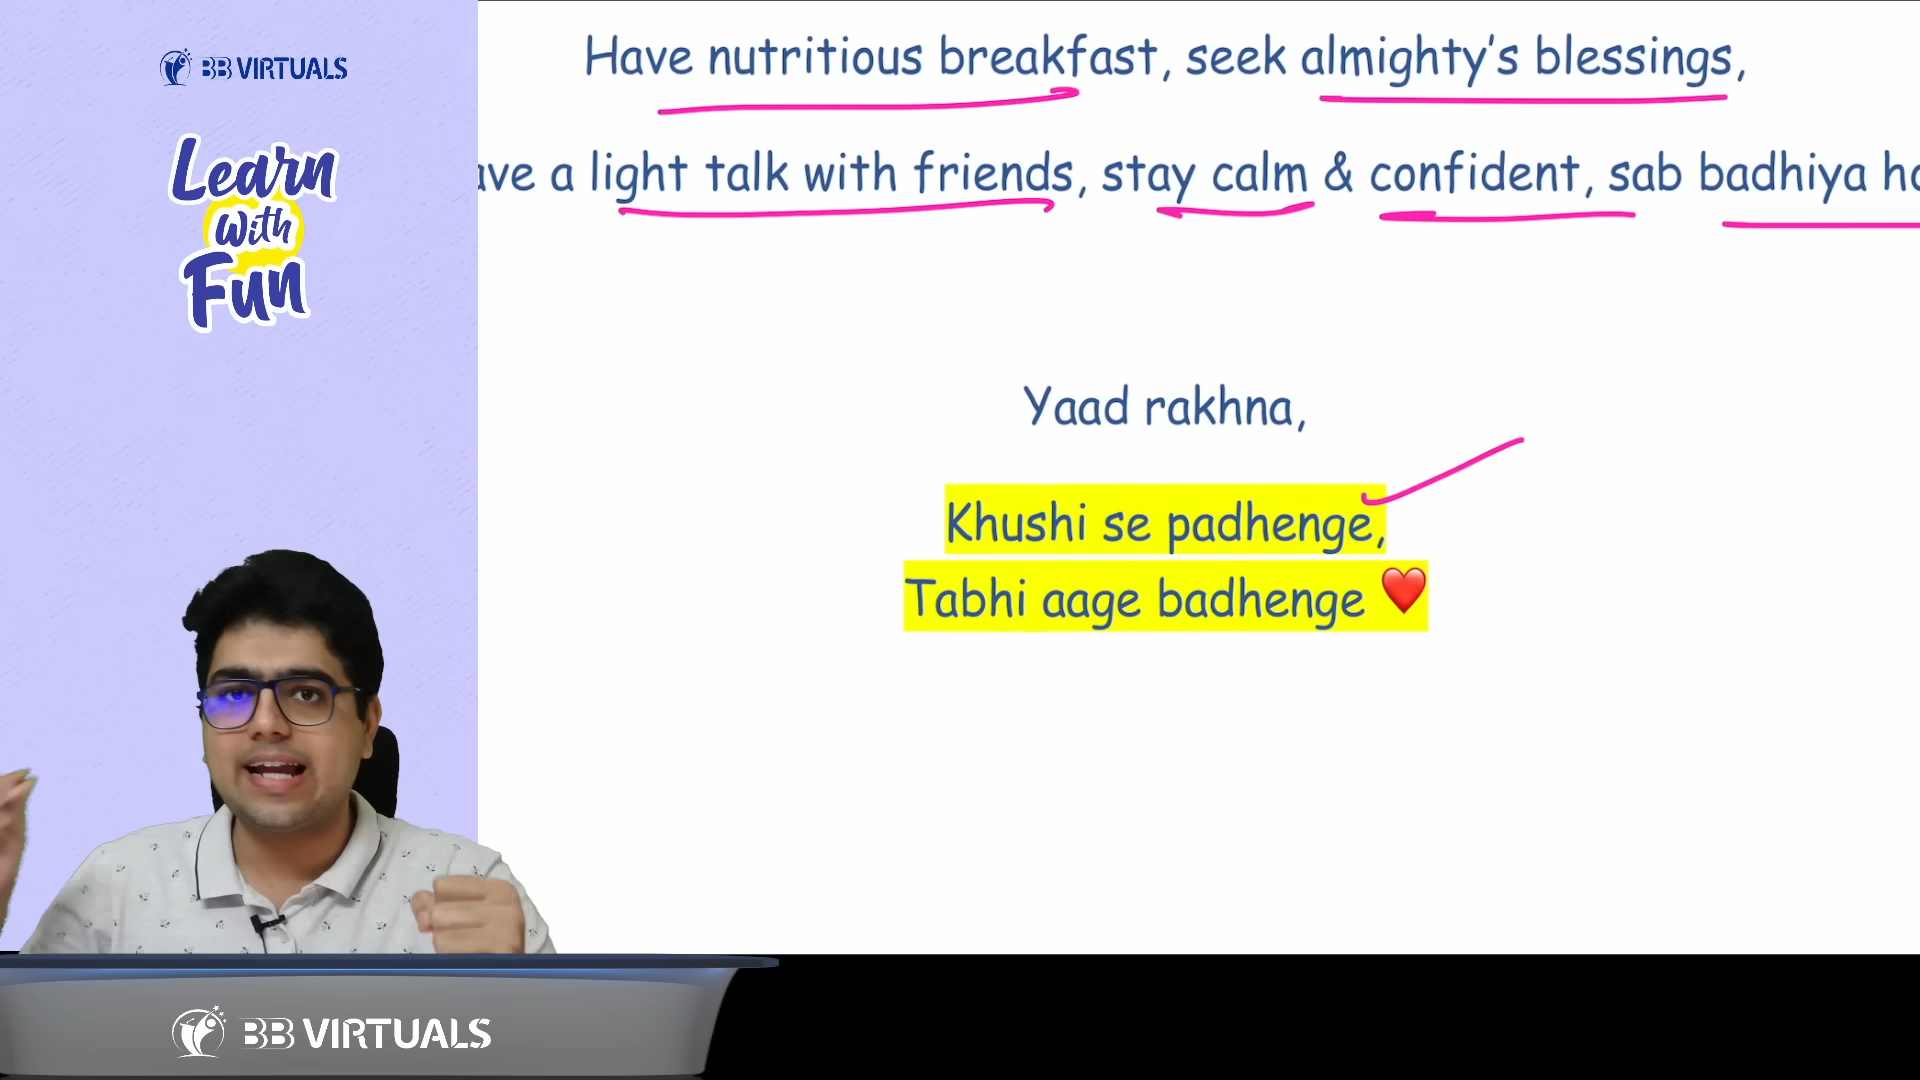 BB VIRTUALS
Learn
With
Fun
Have nutritious breakfast, seek almighty's blessings,
a light talk with friends, stay calm & confident, sab badhiya
Yaad rakhna,
Khushi se padhenge,
Tabhi aage badhenge ❤️
BB VIRTUALS